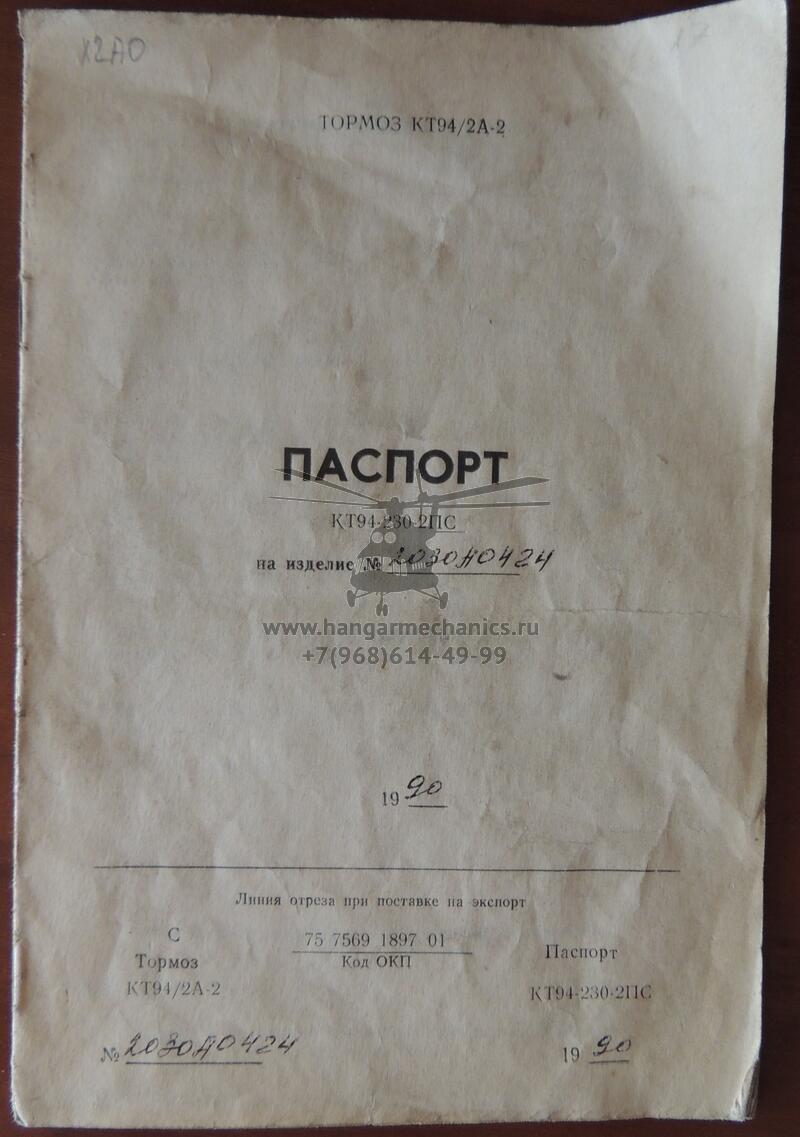 Х2АО
17
ТОРМОЗ КТ94/2А-2
ПАСПОРТ
КТ94-230-2ПС
на изделие № 2030Д0424
www.hangarmechanics.ru
+7(968)614-49-99
19 90
Линия отреза при поставке на экспорт
С
Тормоз
КТ94/2А-2
75 7569 1897 01
Код ОКП
Паспорт
КТ94-230-2ПС
№ 2030Д0424
19 90